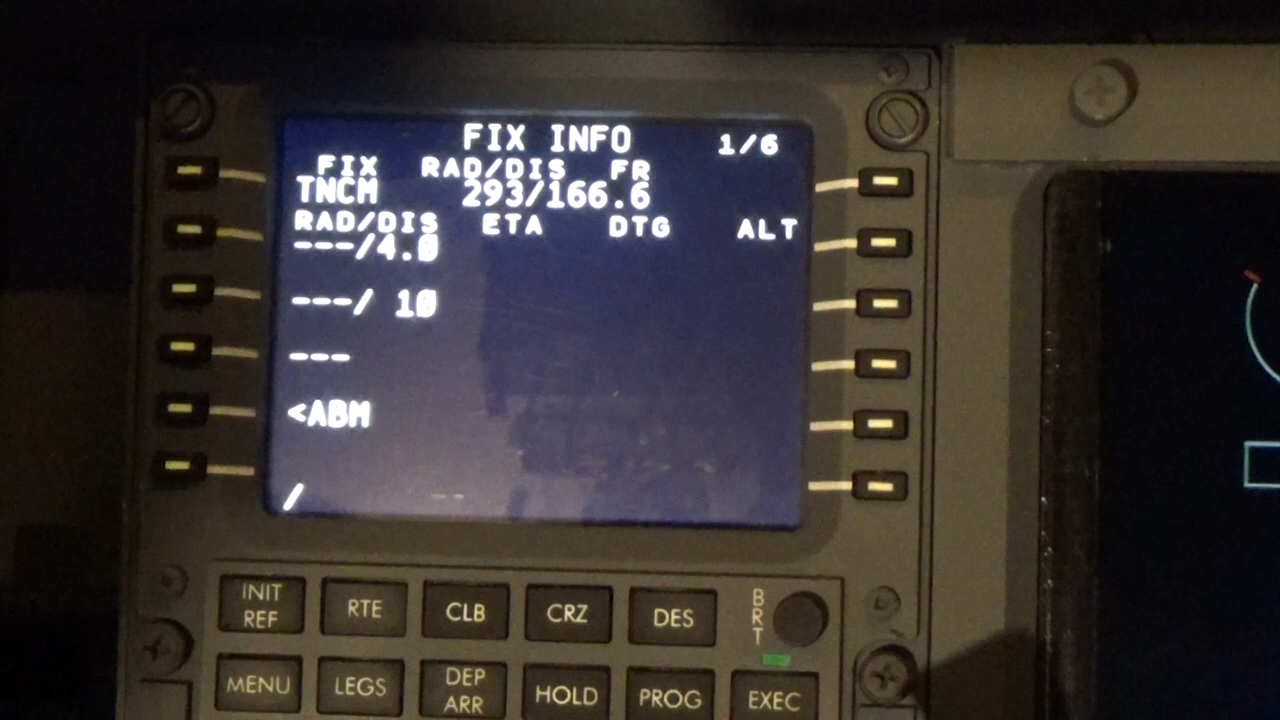 FIX INFO 1/6
FIX RAD/DIS FR
TNCM 293/166.6
RAD/DIS ETA DTG ALT
---/4.0
---/ 10
---
<ABM
/
INIT REF RTE CLB CRZ DES BRT
MENU LEGS DEP ARR HOLD PROG EXEC